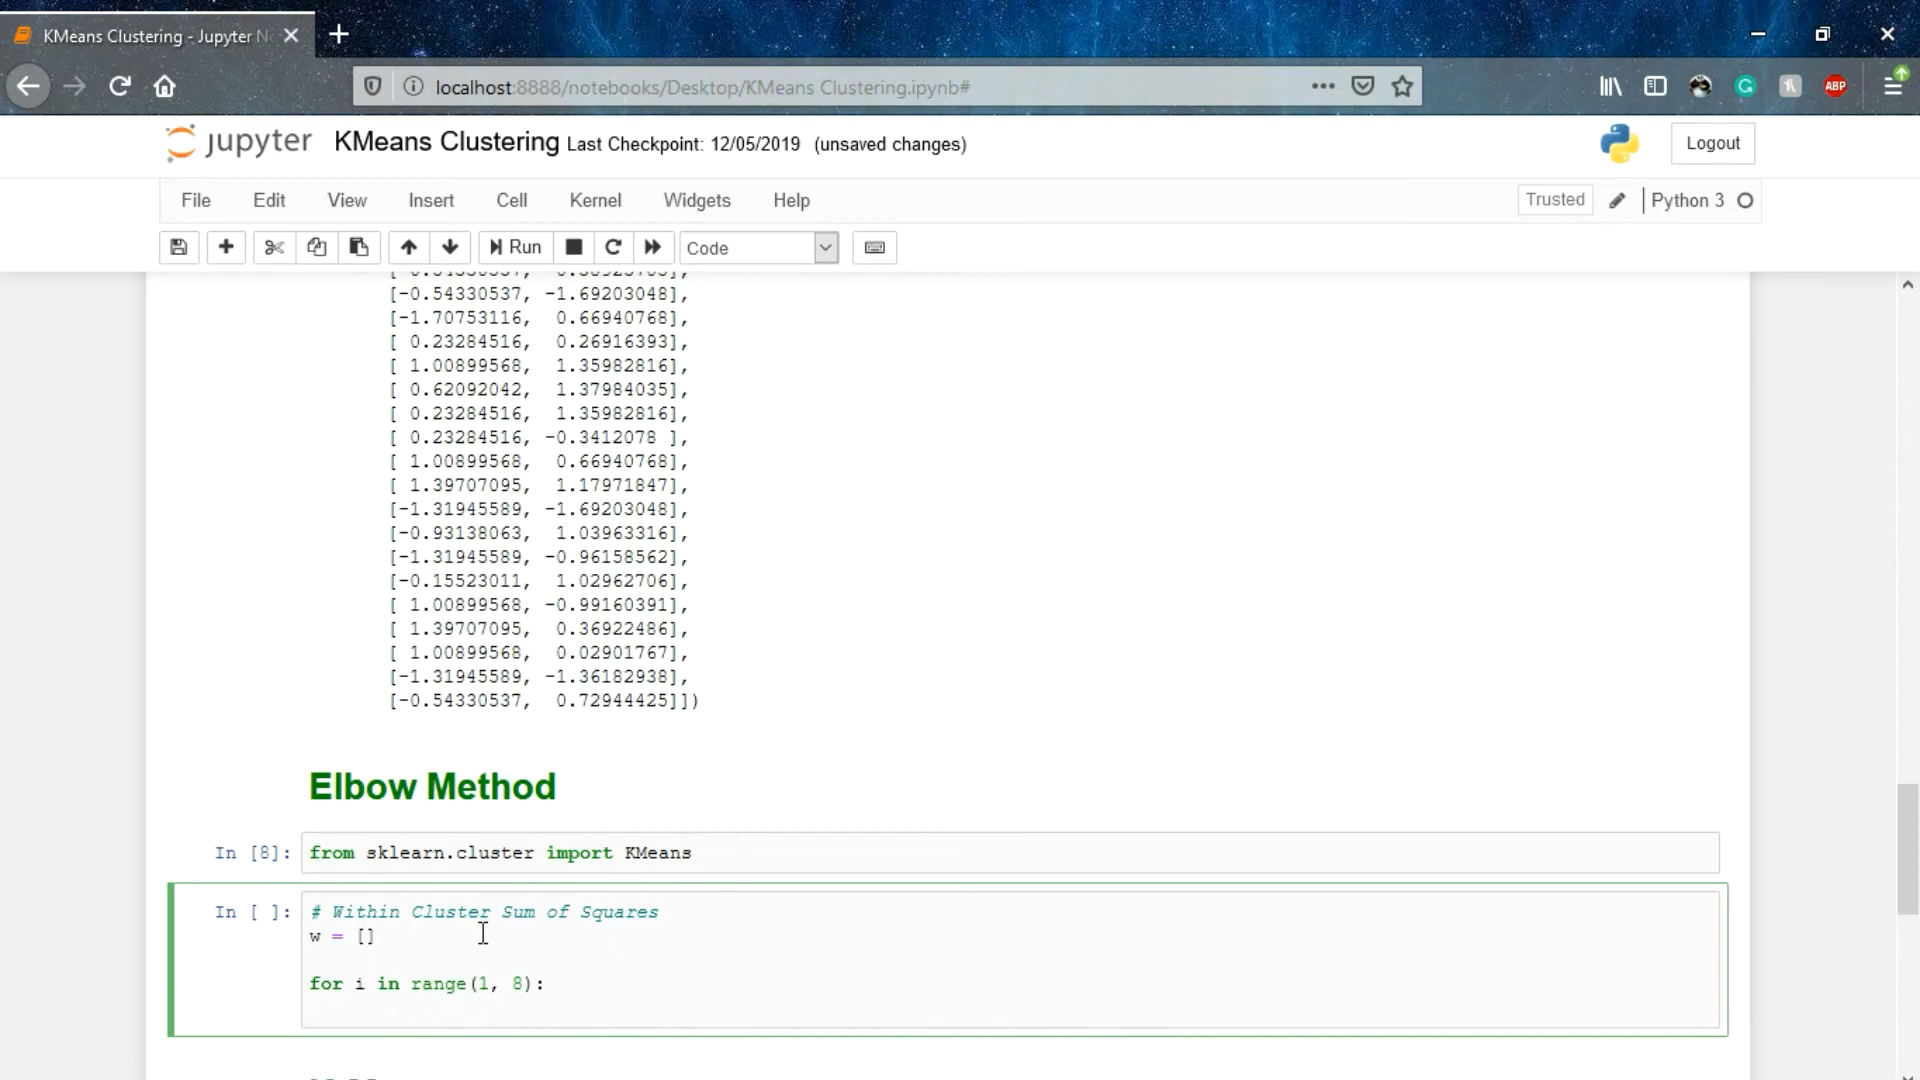 KMeans Clustering - Jupyter N
localhost:8888/notebooks/Desktop/KMeans Clustering.ipynb#
ABP
jupyter KMeans Clustering Last Checkpoint: 12/05/2019 (unsaved changes)
Logout
File Edit View Insert Cell Kernel Widgets Help
Trusted Python 3
Run Code
[-0.54330537, -1.69203048],
[-1.70753116, 0.66940768],
[ 0.23284516, 0.26916393],
[ 1.00899568, 1.35982816],
[ 0.62092042, 1.37984035],
[ 0.23284516, 1.35982816],
[ 0.23284516, -0.3412078 ],
[ 1.00899568, 0.66940768],
[ 1.39707095, 1.17971847],
[-1.31945589, -1.69203048],
[-0.93138063, 1.03963316],
[-1.31945589, -0.96158562],
[-0.15523011, 1.02962706],
[ 1.00899568, -0.99160391],
[ 1.39707095, 0.36922486],
[ 1.00899568, 0.02901767],
[-1.31945589, -1.36182938],
[-0.54330537, 0.72944425]])
Elbow Method
In [8]: from sklearn.cluster import KMeans
In [ ]: # Within Cluster Sum of Squares
w = []
for i in range(1, 8):